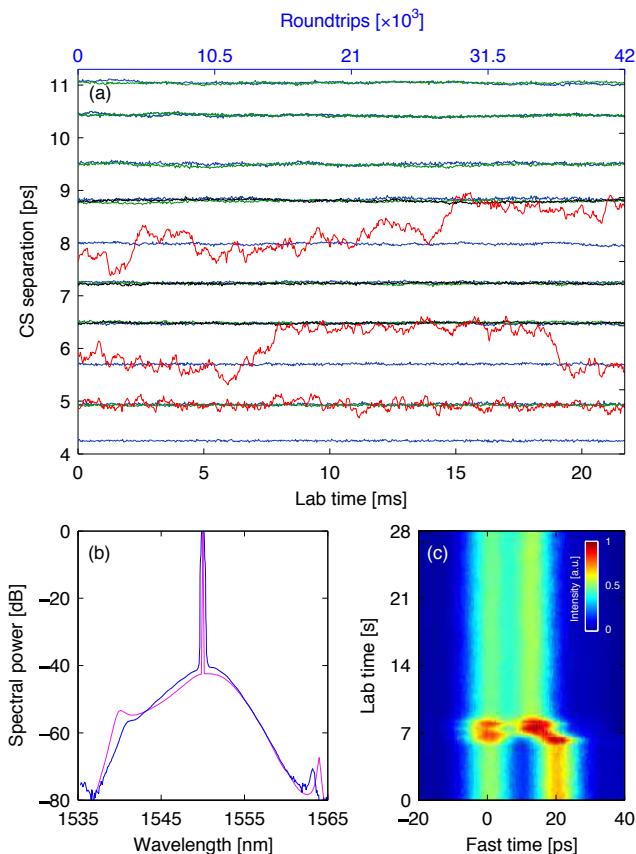 Roundtrips [×10³]
0 10.5 21 31.5 42
(a)
CS separation [ps]
11
10
9
8
7
6
5
4
0 5 10 15 20
Lab time [ms]
(b)
Spectral power [dB]
0
−20
−40
−60
−80
1535 1545 1555 1565
Wavelength [nm]
(c)
Lab time [s]
28
21
14
7
0
Intensity [a.u.]
1
0.5
0
−20 0 20 40
Fast time [ps]